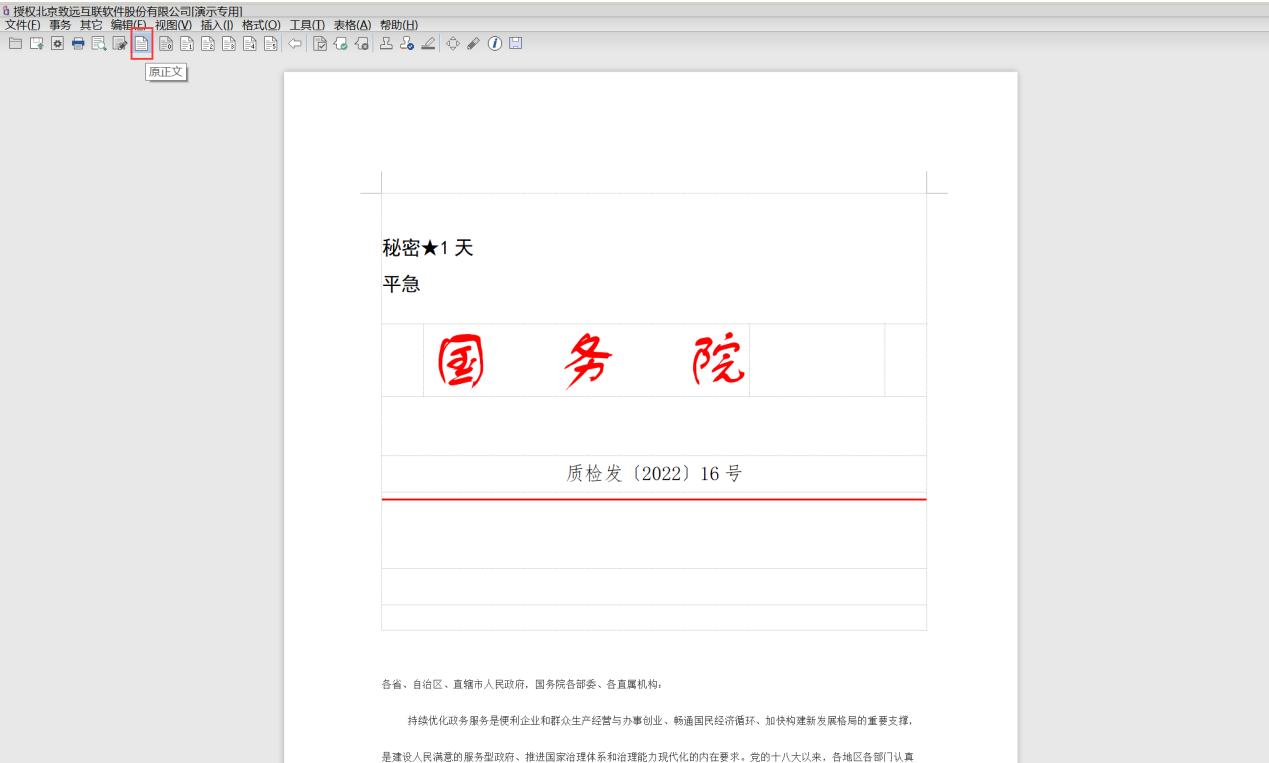 授权北京致远互联软件股份有限公司[演示专用]
文件(F) 事务 其它 编辑(E) 视图(V) 插入(I) 格式(O) 工具(T) 表格(A) 帮助(H)
原正文
秘密★1 天
平急
国 务 院
质检发〔2022〕16 号
各省、自治区、直辖市人民政府，国务院各部委、各直属机构：
持续优化政务服务是便利企业和群众生产经营与办事创业、畅通国民经济循环、加快构建新发展格局的重要支撑，
是建设人民满意的服务型政府、推进国家治理体系和治理能力现代化的内在要求。党的十八大以来，各地区各部门认真